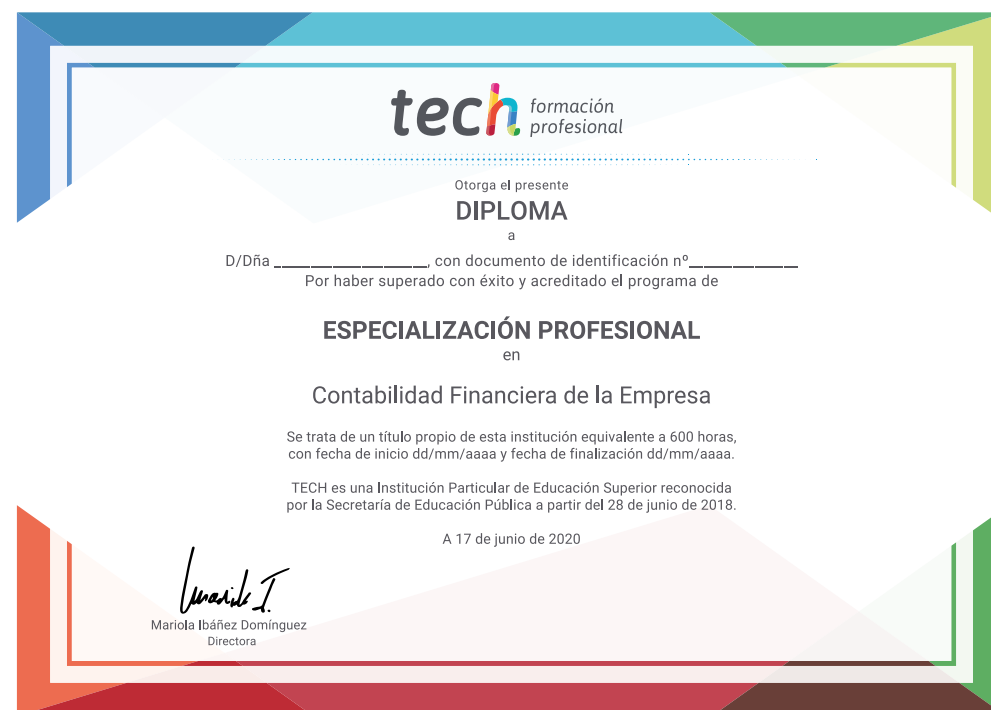 tech formación
profesional
Otorga el presente
DIPLOMA
a
D/Dña ____________________, con documento de identificación nº______________
Por haber superado con éxito y acreditado el programa de
ESPECIALIZACIÓN PROFESIONAL
en
Contabilidad Financiera de la Empresa
Se trata de un título propio de esta institución equivalente a 600 horas,
con fecha de inicio dd/mm/aaaa y fecha de finalización dd/mm/aaaa.
TECH es una Institución Particular de Educación Superior reconocida
por la Secretaría de Educación Pública a partir del 28 de junio de 2018.
A 17 de junio de 2020
Mariola Ibáñez Domínguez
Directora